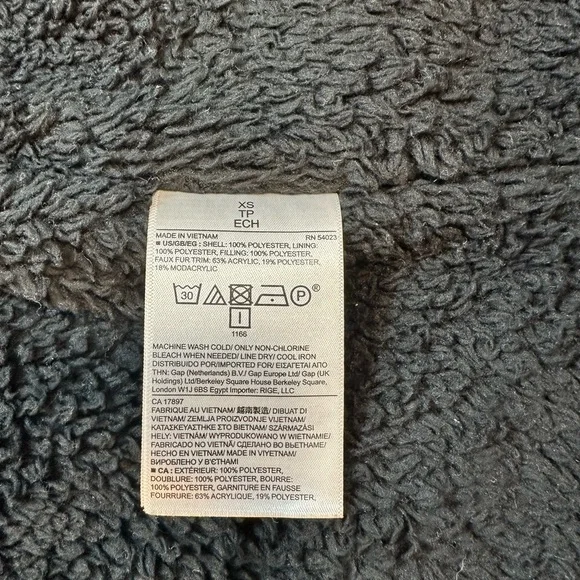 XS
TP
ECH
MADE IN VIETNAM RN 54023
■ US/GB/EG : SHELL: 100% POLYESTER, LINING:
100% POLYESTER, FILLING: 100% POLYESTER,
FAUX FUR TRIM: 63% ACRYLIC, 19% POLYESTER,
18% MODACRYLIC
30 P
1166
MACHINE WASH COLD/ ONLY NON-CHLORINE
BLEACH WHEN NEEDED/ LINE DRY/ COOL IRON
DISTRIBUIDO POR/IMPORTED FOR/ ΕΙΣΑΓΕΤΑΙ ΑΠΟ
ΤΗΝ: Gap (Netherlands) B.V./ Gap Europe Ltd/ Gap (UK
Holdings) Ltd/Berkeley Square House Berkeley Square,
London W1J 6BS Egypt Importer: RIGE, LLC
CA 17897
FABRIQUE AU VIETNAM/ 越南製造/ DIBUAT DI
VIETNAM/ ZEMLJA PROIZVODNJE VIJETNAM/
ΚΑΤΑΣΚΕΥΑΣΤΗΚΕ ΣΤΟ ΒΙΕΤΝΑΜ/ SZÁRMAZÁSI
HELY: VIETNÁM/ WYPRODUKOWANO W WIETNAMIE/
FABRICADO NO VIETNÃ/ СДЕЛАНО ВО ВЬЕТНАМЕ/
HECHO EN VIETNAM/ MADE IN VIYETNAM/
ВИРОБЛЕНО У В'ЄТНАМІ
■ CA : EXTÉRIEUR: 100% POLYESTER,
DOUBLURE: 100% POLYESTER, BOURRE:
100% POLYESTER, GARNITURE EN FAUSSE
FOURRURE: 63% ACRYLIQUE, 19% POLYESTER,